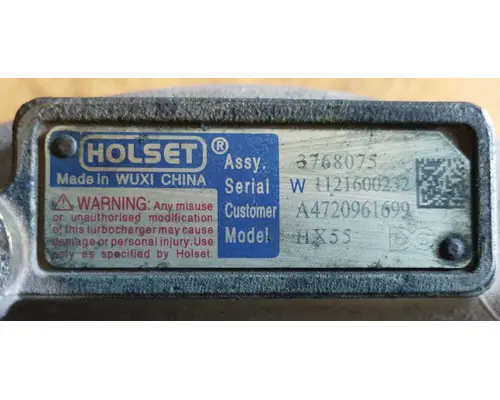 HOLSET ®
Made in WUXI CHINA
WARNING: Any misuse
or unauthorised modification
of this turbocharger may cause
damage or personal injury. Use
only as specified by Holset.
Assy. 3768075
Serial W 1121600232
Customer A4720961699
Model HX55